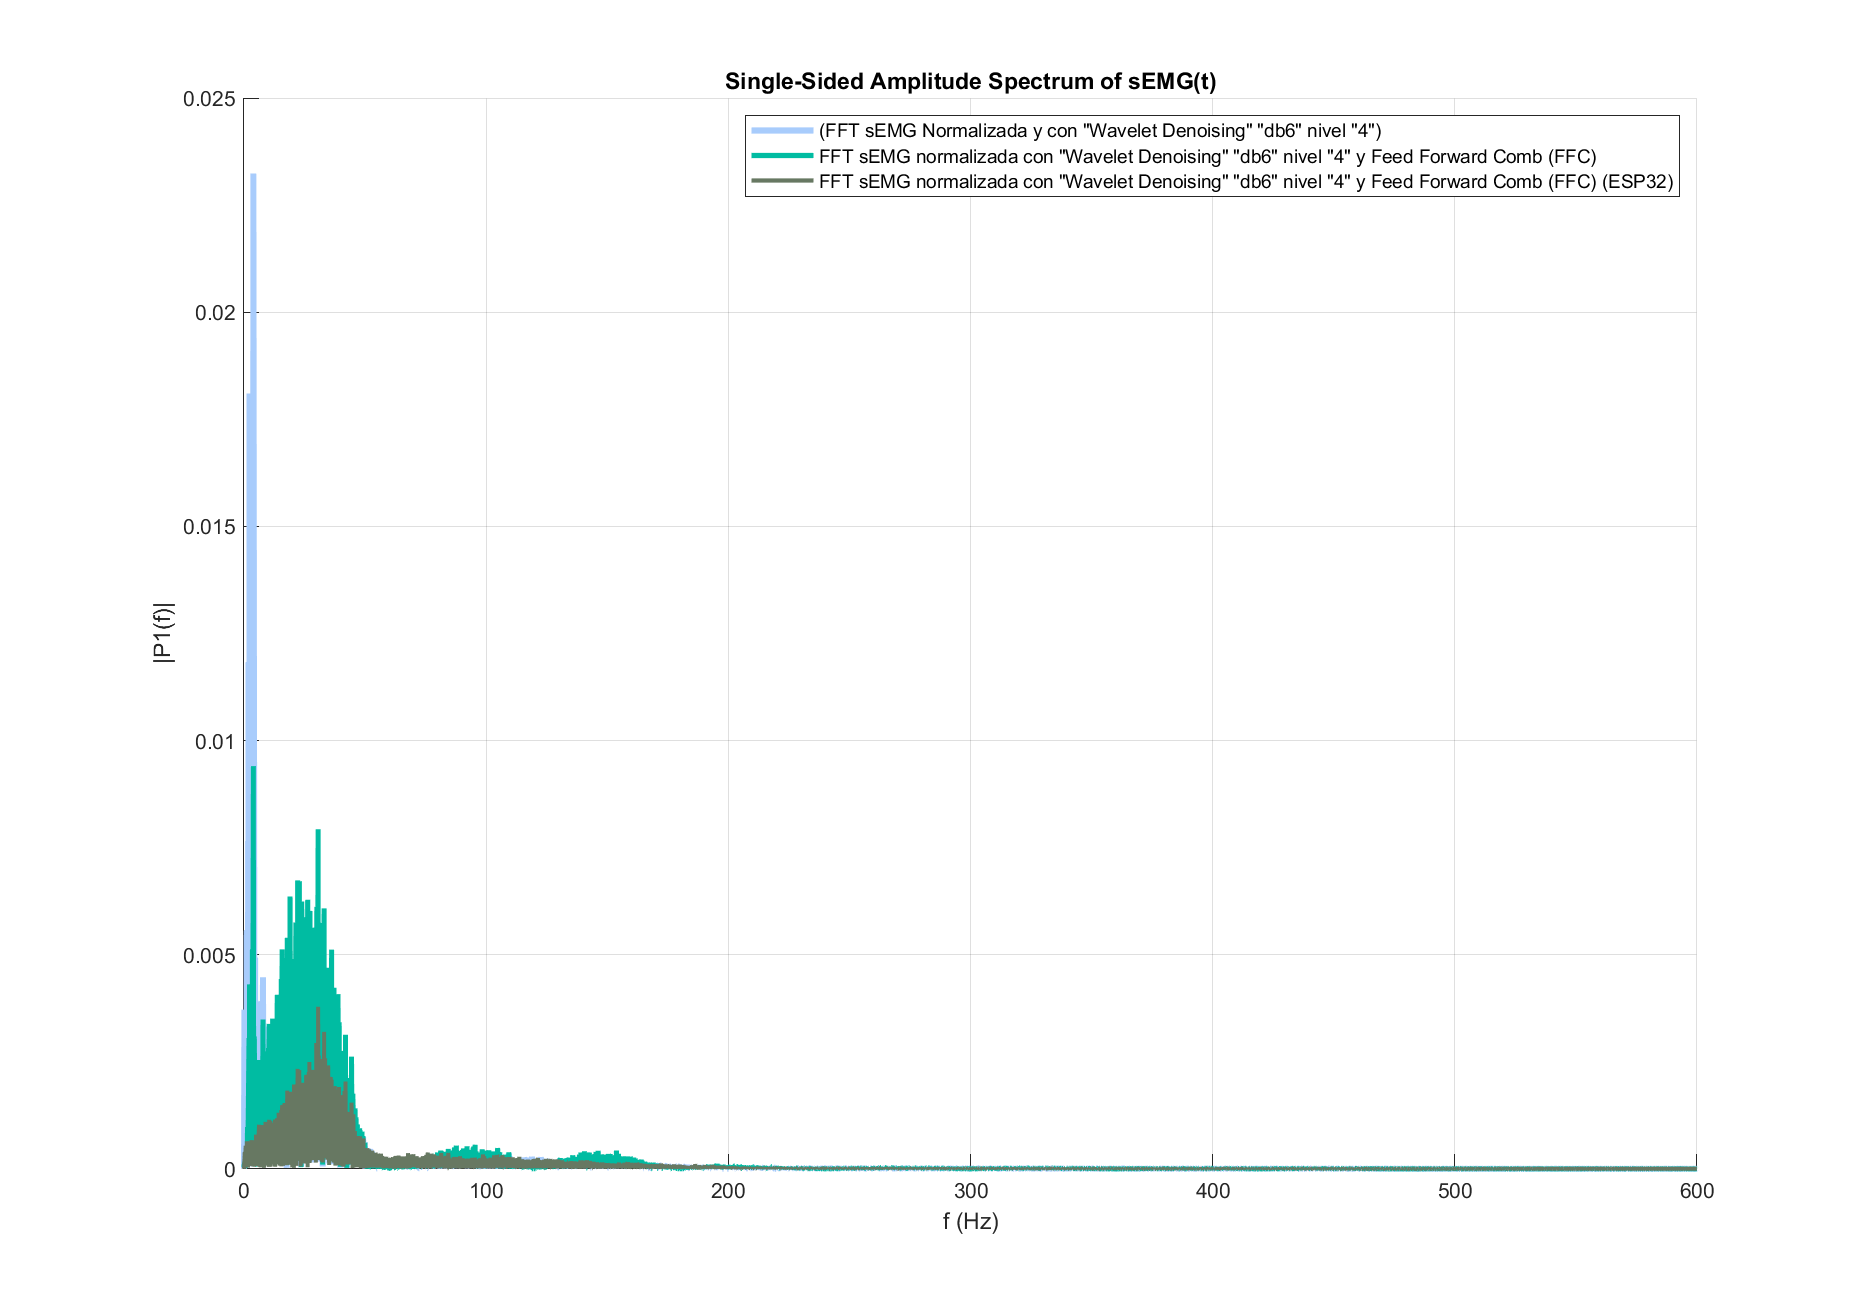 Single-Sided Amplitude Spectrum of sEMG(t)
(FFT sEMG Normalizada y con "Wavelet Denoising" "db6" nivel "4")
FFT sEMG normalizada con "Wavelet Denoising" "db6" nivel "4" y Feed Forward Comb (FFC)
FFT sEMG normalizada con "Wavelet Denoising" "db6" nivel "4" y Feed Forward Comb (FFC) (ESP32)
0.025
0.02
0.015
0.01
0.005
0
|P1(f)|
0 100 200 300 400 500 600
f (Hz)